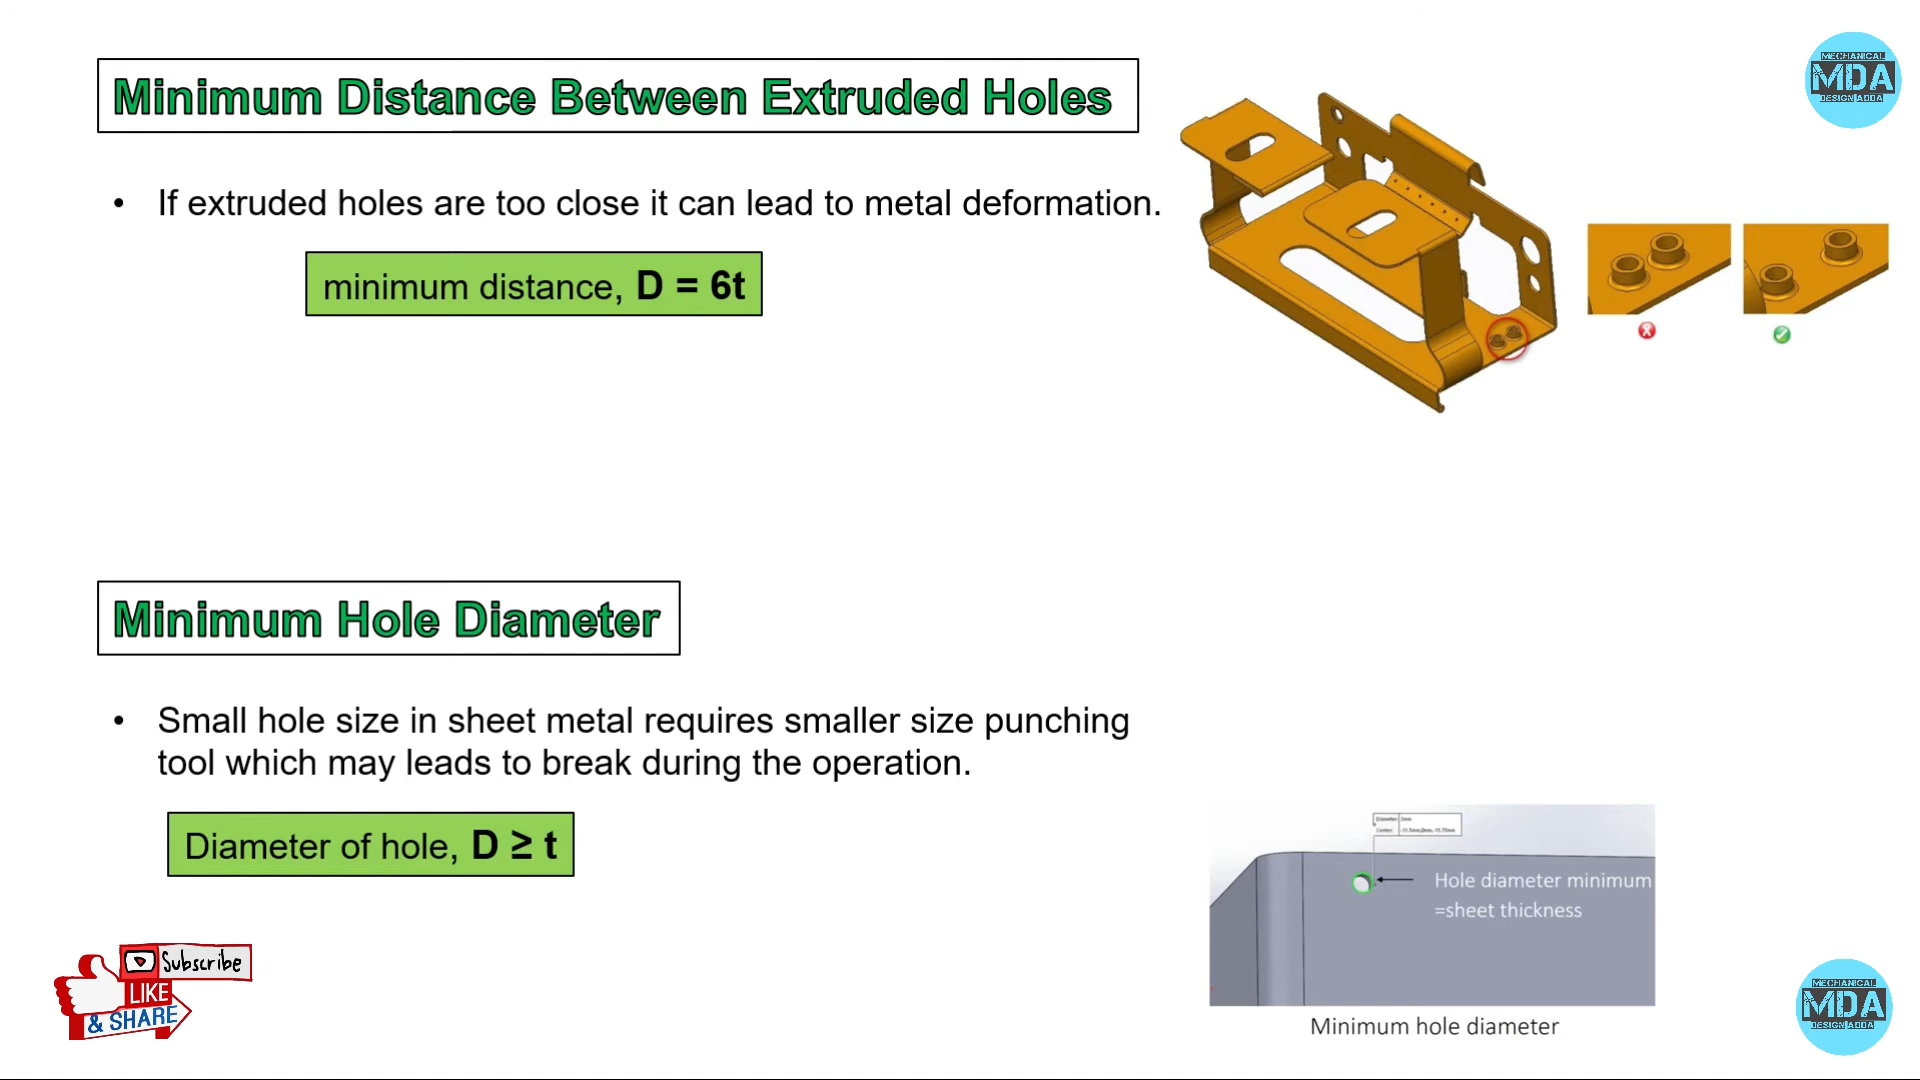 Minimum Distance Between Extruded Holes
MECHANICAL
MDA
DESIGN ADDA
• If extruded holes are too close it can lead to metal deformation.
minimum distance, D = 6t
Minimum Hole Diameter
• Small hole size in sheet metal requires smaller size punching
tool which may leads to break during the operation.
Diameter of hole, D ≥ t
Hole diameter minimum
=sheet thickness
Minimum hole diameter
Subscribe
LIKE
& SHARE
MECHANICAL
MDA
DESIGN ADDA